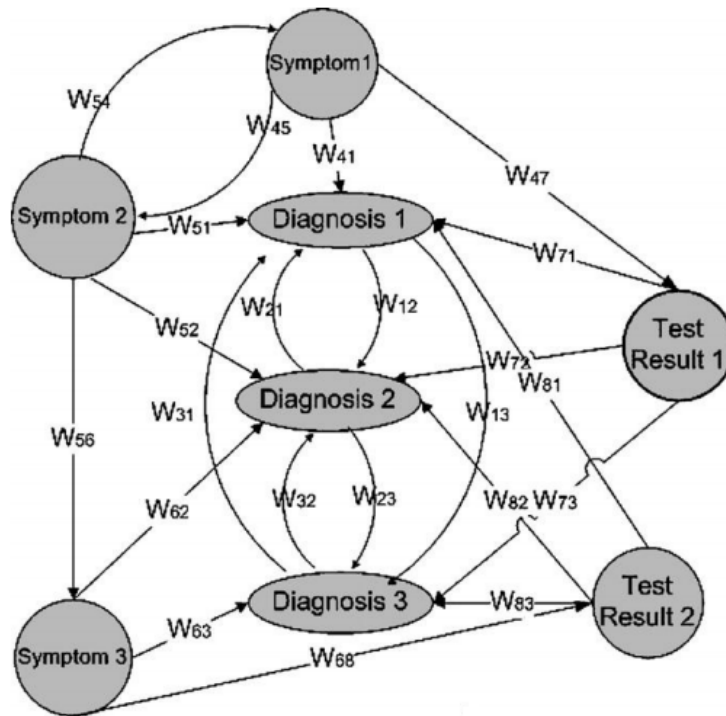 Symptom1
W54
W45
W41
W47
Symptom 2
W51
Diagnosis 1
W71
W52
W21
W12
Test
Result 1
W72
W81
Diagnosis 2
W31
W13
W56
W62
W32
W23
W82
W73
Diagnosis 3
W83
Test
Result 2
W63
Symptom 3
W68